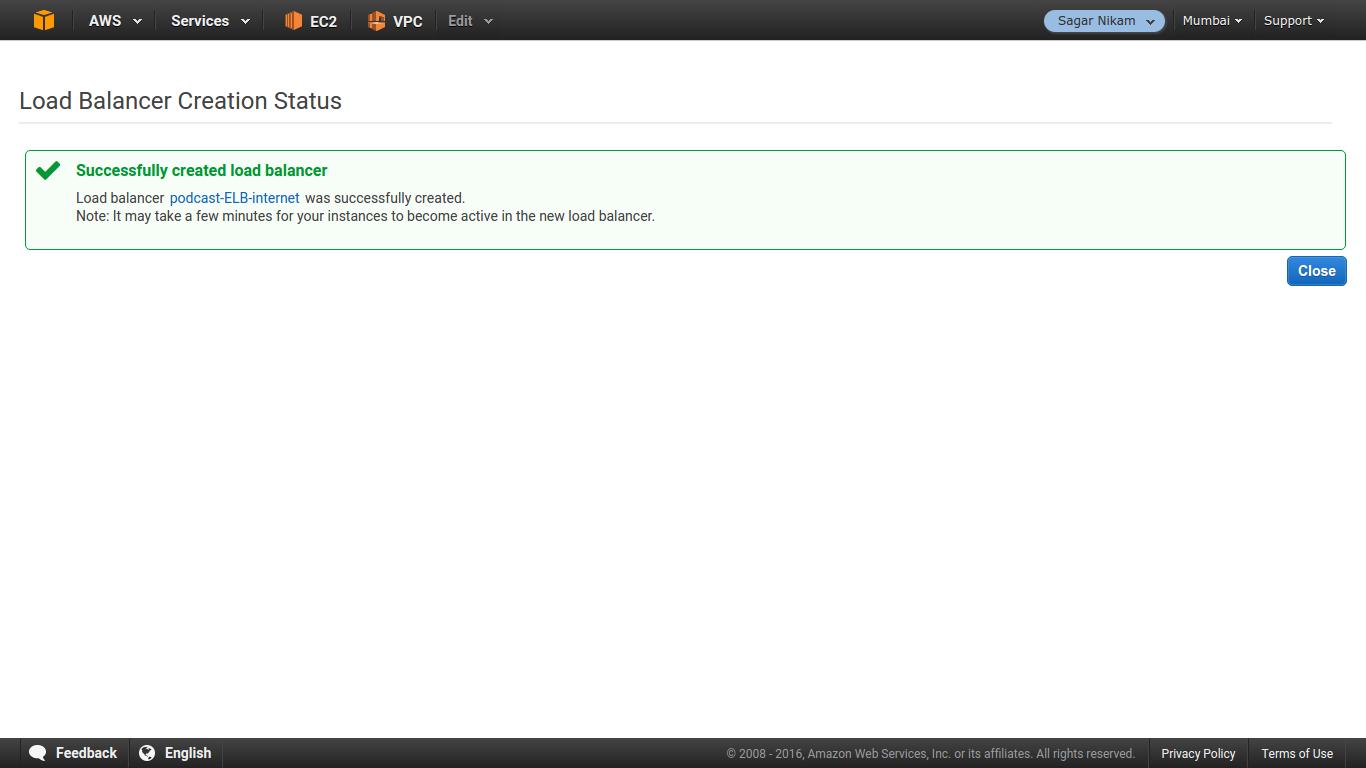 AWS Services EC2 VPC Edit Sagar Nikam Mumbai Support
Load Balancer Creation Status
Successfully created load balancer
Load balancer podcast-ELB-internet was successfully created.
Note: It may take a few minutes for your instances to become active in the new load balancer.
Close
Feedback English © 2008 - 2016, Amazon Web Services, Inc. or its affiliates. All rights reserved. Privacy Policy Terms of Use